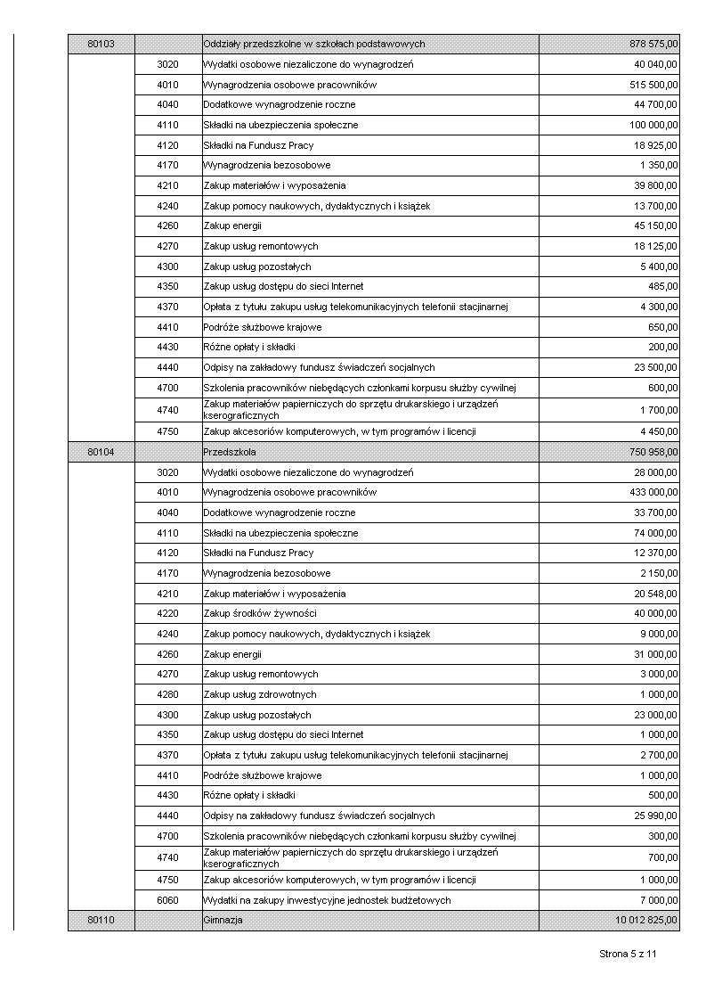 80103 Oddziały przedszkolne w szkołach podstawowych 878 575,00
3020 Wydatki osobowe niezaliczone do wynagrodzeń 40 040,00
4010 Wynagrodzenia osobowe pracowników 515 500,00
4040 Dodatkowe wynagrodzenie roczne 44 700,00
4110 Składki na ubezpieczenia społeczne 100 000,00
4120 Składki na Fundusz Pracy 18 925,00
4170 Wynagrodzenia bezosobowe 1 350,00
4210 Zakup materiałów i wyposażenia 39 800,00
4240 Zakup pomocy naukowych, dydaktycznych i książek 13 700,00
4260 Zakup energii 45 150,00
4270 Zakup usług remontowych 18 125,00
4300 Zakup usług pozostałych 5 400,00
4350 Zakup usług dostępu do sieci Internet 485,00
4370 Opłata z tytułu zakupu usług telekomunikacyjnych telefonii stacjinarnej 4 300,00
4410 Podróże służbowe krajowe 650,00
4430 Różne opłaty i składki 200,00
4440 Odpisy na zakładowy fundusz świadczeń socjalnych 23 500,00
4700 Szkolenia pracowników niebędących członkami korpusu służby cywilnej 600,00
4740 Zakup materiałów papierniczych do sprzętu drukarskiego i urządzeń
kserograficznych 1 700,00
4750 Zakup akcesoriów komputerowych, w tym programów i licencji 4 450,00
80104 Przedszkola 750 958,00
3020 Wydatki osobowe niezaliczone do wynagrodzeń 28 000,00
4010 Wynagrodzenia osobowe pracowników 433 000,00
4040 Dodatkowe wynagrodzenie roczne 33 700,00
4110 Składki na ubezpieczenia społeczne 74 000,00
4120 Składki na Fundusz Pracy 12 370,00
4170 Wynagrodzenia bezosobowe 2 150,00
4210 Zakup materiałów i wyposażenia 20 548,00
4220 Zakup środków żywności 40 000,00
4240 Zakup pomocy naukowych, dydaktycznych i książek 9 000,00
4260 Zakup energii 31 000,00
4270 Zakup usług remontowych 3 000,00
4280 Zakup usług zdrowotnych 1 000,00
4300 Zakup usług pozostałych 23 000,00
4350 Zakup usług dostępu do sieci Internet 1 000,00
4370 Opłata z tytułu zakupu usług telekomunikacyjnych telefonii stacjinarnej 2 700,00
4410 Podróże służbowe krajowe 1 000,00
4430 Różne opłaty i składki 500,00
4440 Odpisy na zakładowy fundusz świadczeń socjalnych 25 990,00
4700 Szkolenia pracowników niebędących członkami korpusu służby cywilnej 300,00
4740 Zakup materiałów papierniczych do sprzętu drukarskiego i urządzeń
kserograficznych 700,00
4750 Zakup akcesoriów komputerowych, w tym programów i licencji 1 000,00
6060 Wydatki na zakupy inwestycyjne jednostek budżetowych 7 000,00
80110 Gimnazja 10 012 825,00
Strona 5 z 11